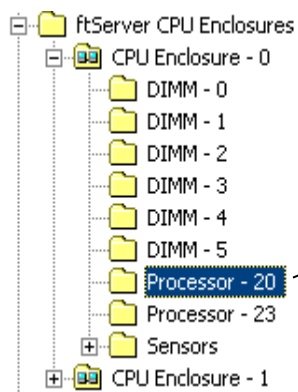 ftServer CPU Enclosures
CPU Enclosure - 0
DIMM - 0
DIMM - 1
DIMM - 2
DIMM - 3
DIMM - 4
DIMM - 5
Processor - 20
Processor - 23
Sensors
CPU Enclosure - 1